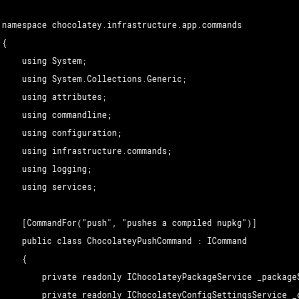 namespace chocolatey.infrastructure.app.commands
{
using System;
using System.Collections.Generic;
using attributes;
using commandline;
using configuration;
using infrastructure.commands;
using logging;
using services;
[CommandFor("push", "pushes a compiled nupkg")]
public class ChocolateyPushCommand : ICommand
{
private readonly IChocolateyPackageService _packageS
private readonly IChocolateyConfigSettingsService _c